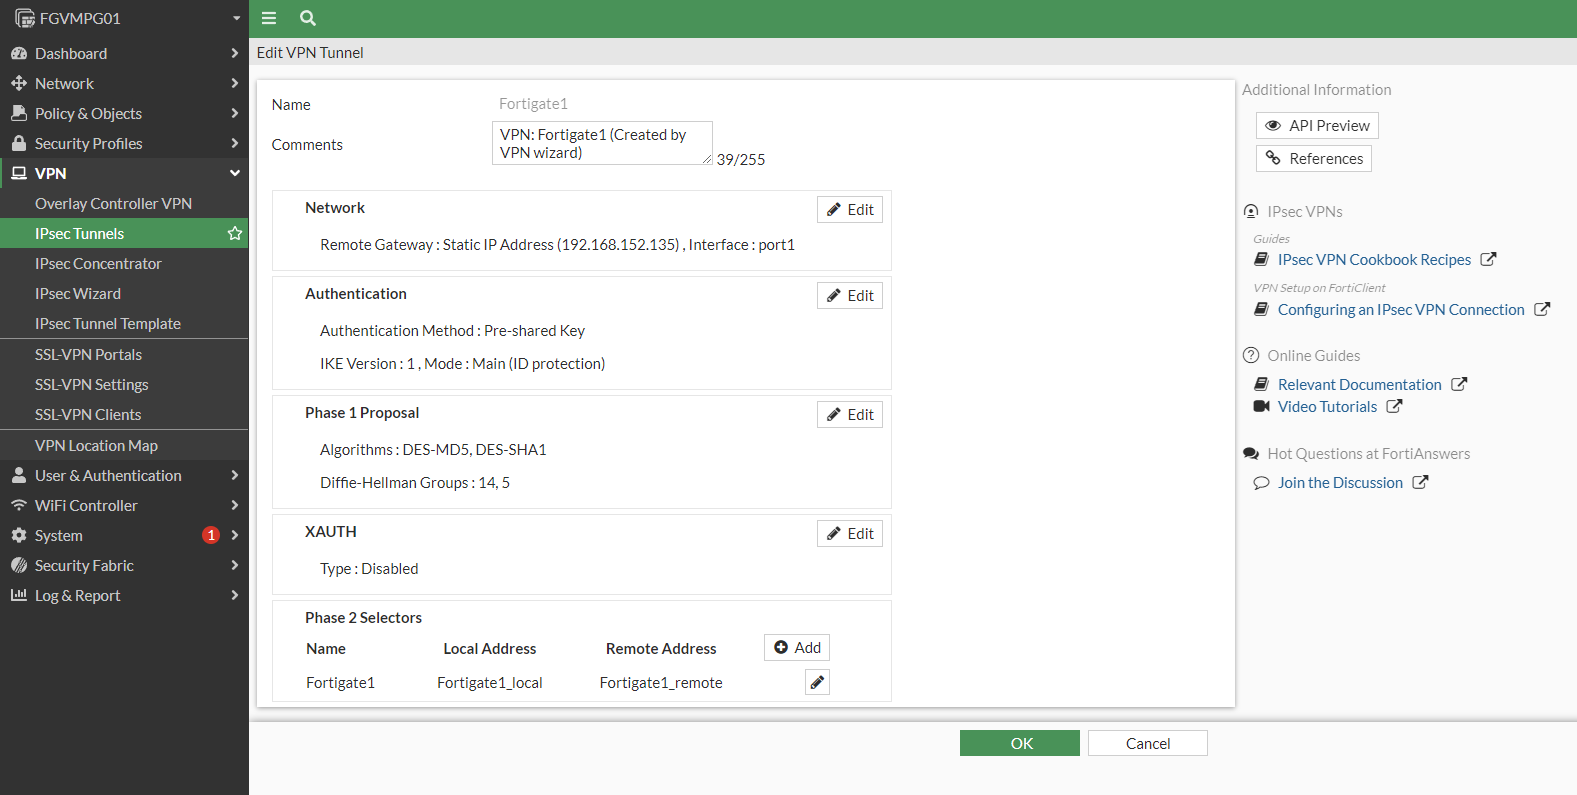 FGVMPG01
Dashboard
Network
Policy & Objects
Security Profiles
VPN
Overlay Controller VPN
IPsec Tunnels
IPsec Concentrator
IPsec Wizard
IPsec Tunnel Template
SSL-VPN Portals
SSL-VPN Settings
SSL-VPN Clients
VPN Location Map
User & Authentication
WiFi Controller
System 1
Security Fabric
Log & Report
Edit VPN Tunnel
Name Fortigate1
Comments VPN: Fortigate1 (Created by
VPN wizard) 39/255
Network Edit
Remote Gateway : Static IP Address (192.168.152.135) , Interface : port1
Authentication Edit
Authentication Method : Pre-shared Key
IKE Version : 1 , Mode : Main (ID protection)
Phase 1 Proposal Edit
Algorithms : DES-MD5, DES-SHA1
Diffie-Hellman Groups : 14, 5
XAUTH Edit
Type : Disabled
Phase 2 Selectors
Name Local Address Remote Address Add
Fortigate1 Fortigate1_local Fortigate1_remote
OK Cancel
Additional Information
API Preview
References
IPsec VPNs
Guides
IPsec VPN Cookbook Recipes
VPN Setup on FortiClient
Configuring an IPsec VPN Connection
Online Guides
Relevant Documentation
Video Tutorials
Hot Questions at FortiAnswers
Join the Discussion